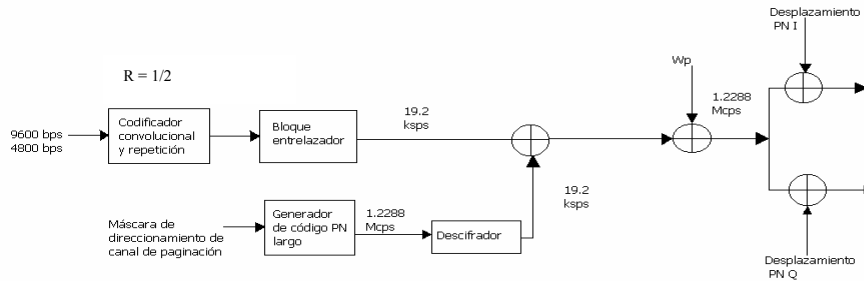 Desplazamiento
PN I
R = 1/2
Wp
9600 bps
4800 bps
Codificador
convolucional
y repetición
Bloque
entrelazador
19.2
ksps
1.2288
Mcps
19.2
ksps
Máscara de
direccionamiento de
canal de paginación
Generador
de código PN
largo
1.2288
Mcps
Descifrador
Desplazamiento
PN Q